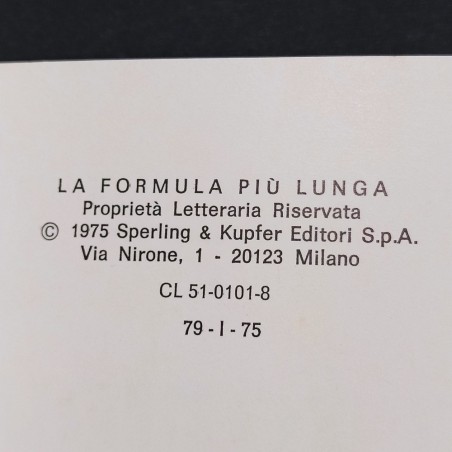 LA FORMULA PIÙ LUNGA
Proprietà Letteraria Riservata
© 1975 Sperling & Kupfer Editori S.p.A.
Via Nirone, 1 - 20123 Milano
CL 51-0101-8
79-I-75